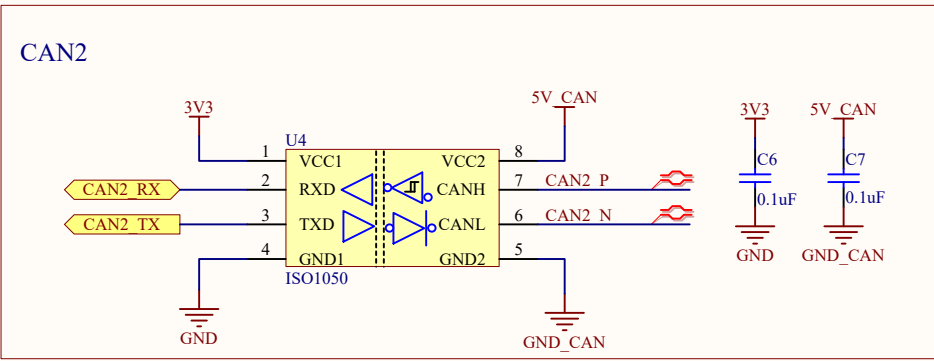 CAN2
3V3
5V_CAN
3V3
5V_CAN
U4
1 VCC1 VCC2 8
C6
C7
CAN2_RX 2 RXD CANH 7 CAN2_P
0.1uF
0.1uF
CAN2_TX 3 TXD CANL 6 CAN2_N
4 GND1 GND2 5
GND
GND_CAN
ISO1050
GND
GND_CAN